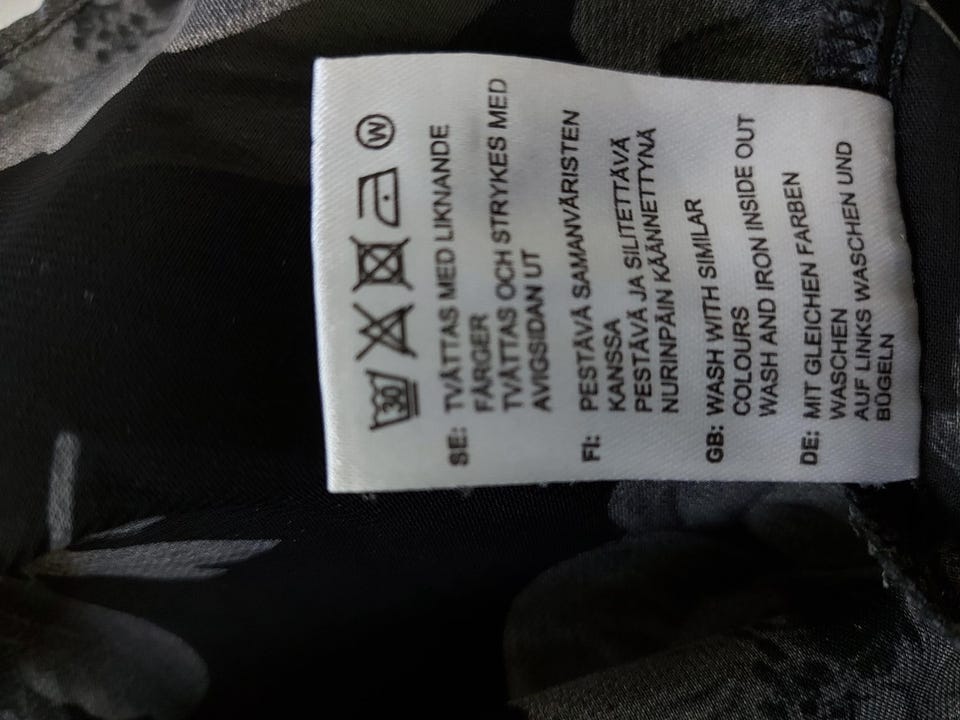 30 W
SE: TVÄTTAS MED LIKNANDE
FÄRGER
TVÄTTAS OCH STRYKES MED
AVIGSIDAN UT
FI: PESTÄVÄ SAMANVÄRISTEN
KANSSA
PESTÄVÄ JA SILITETTÄVÄ
NURINPÄIN KÄÄNNETTYNÄ
GB: WASH WITH SIMILAR
COLOURS
WASH AND IRON INSIDE OUT
DE: MIT GLEICHEN FARBEN
WASCHEN
AUF LINKS WASCHEN UND
BÜGELN